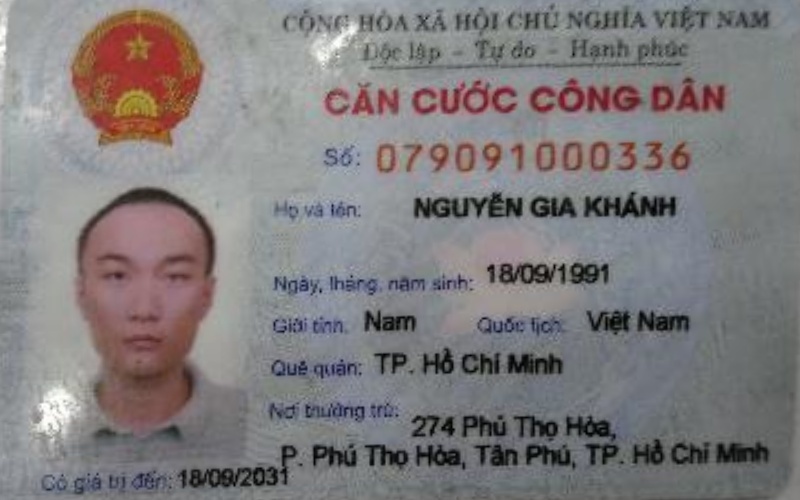 CỘNG HÒA XÃ HỘI CHỦ NGHĨA VIỆT NAM
Độc lập - Tự do - Hạnh phúc
CĂN CƯỚC CÔNG DÂN
Số: 079091000336
Họ và tên: NGUYỄN GIA KHÁNH
Ngày, tháng, năm sinh: 18/09/1991
Giới tính: Nam Quốc tịch: Việt Nam
Quê quán: TP. Hồ Chí Minh
Nơi thường trú: 274 Phú Thọ Hòa,
P. Phú Thọ Hòa, Tân Phú, TP. Hồ Chí Minh
Có giá trị đến: 18/09/2031